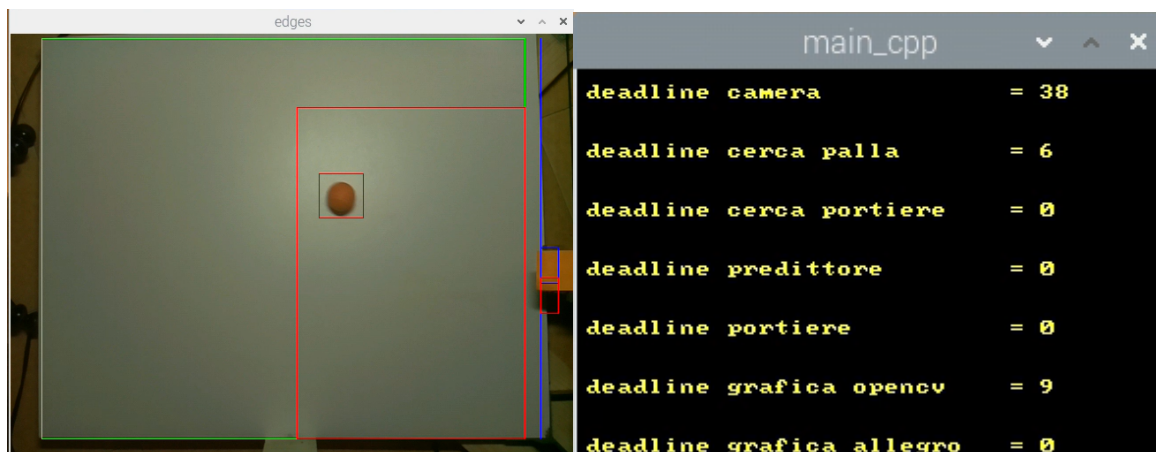 edges
main_cpp
deadline camera = 38
deadline cerca palla = 6
deadline cerca portiere = 0
deadline predittore = 0
deadline portiere = 0
deadline grafica opencv = 9
deadline grafica allegro = 0